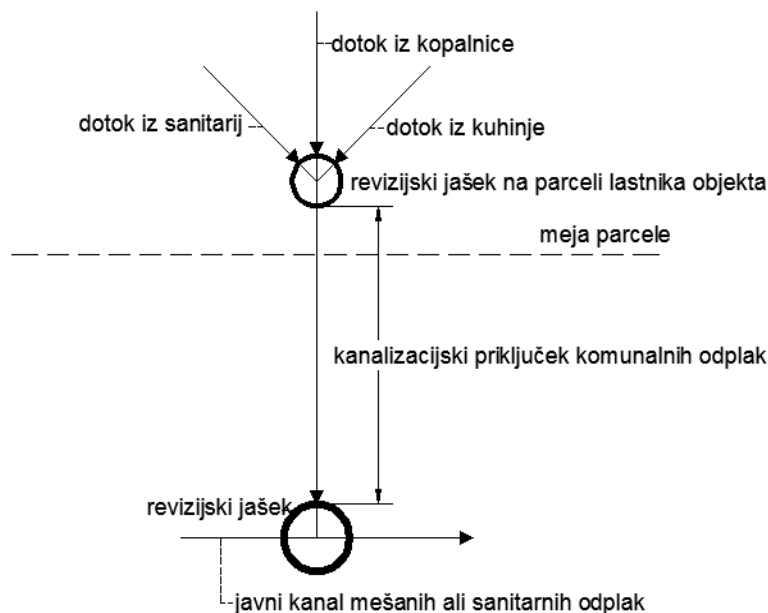 dotok iz kopalnice
dotok iz sanitarij
dotok iz kuhinje
revizijski jašek na parceli lastnika objekta
meja parcele
kanalizacijski priključek komunalnih odplak
revizijski jašek
javni kanal mešanih ali sanitarnih odplak